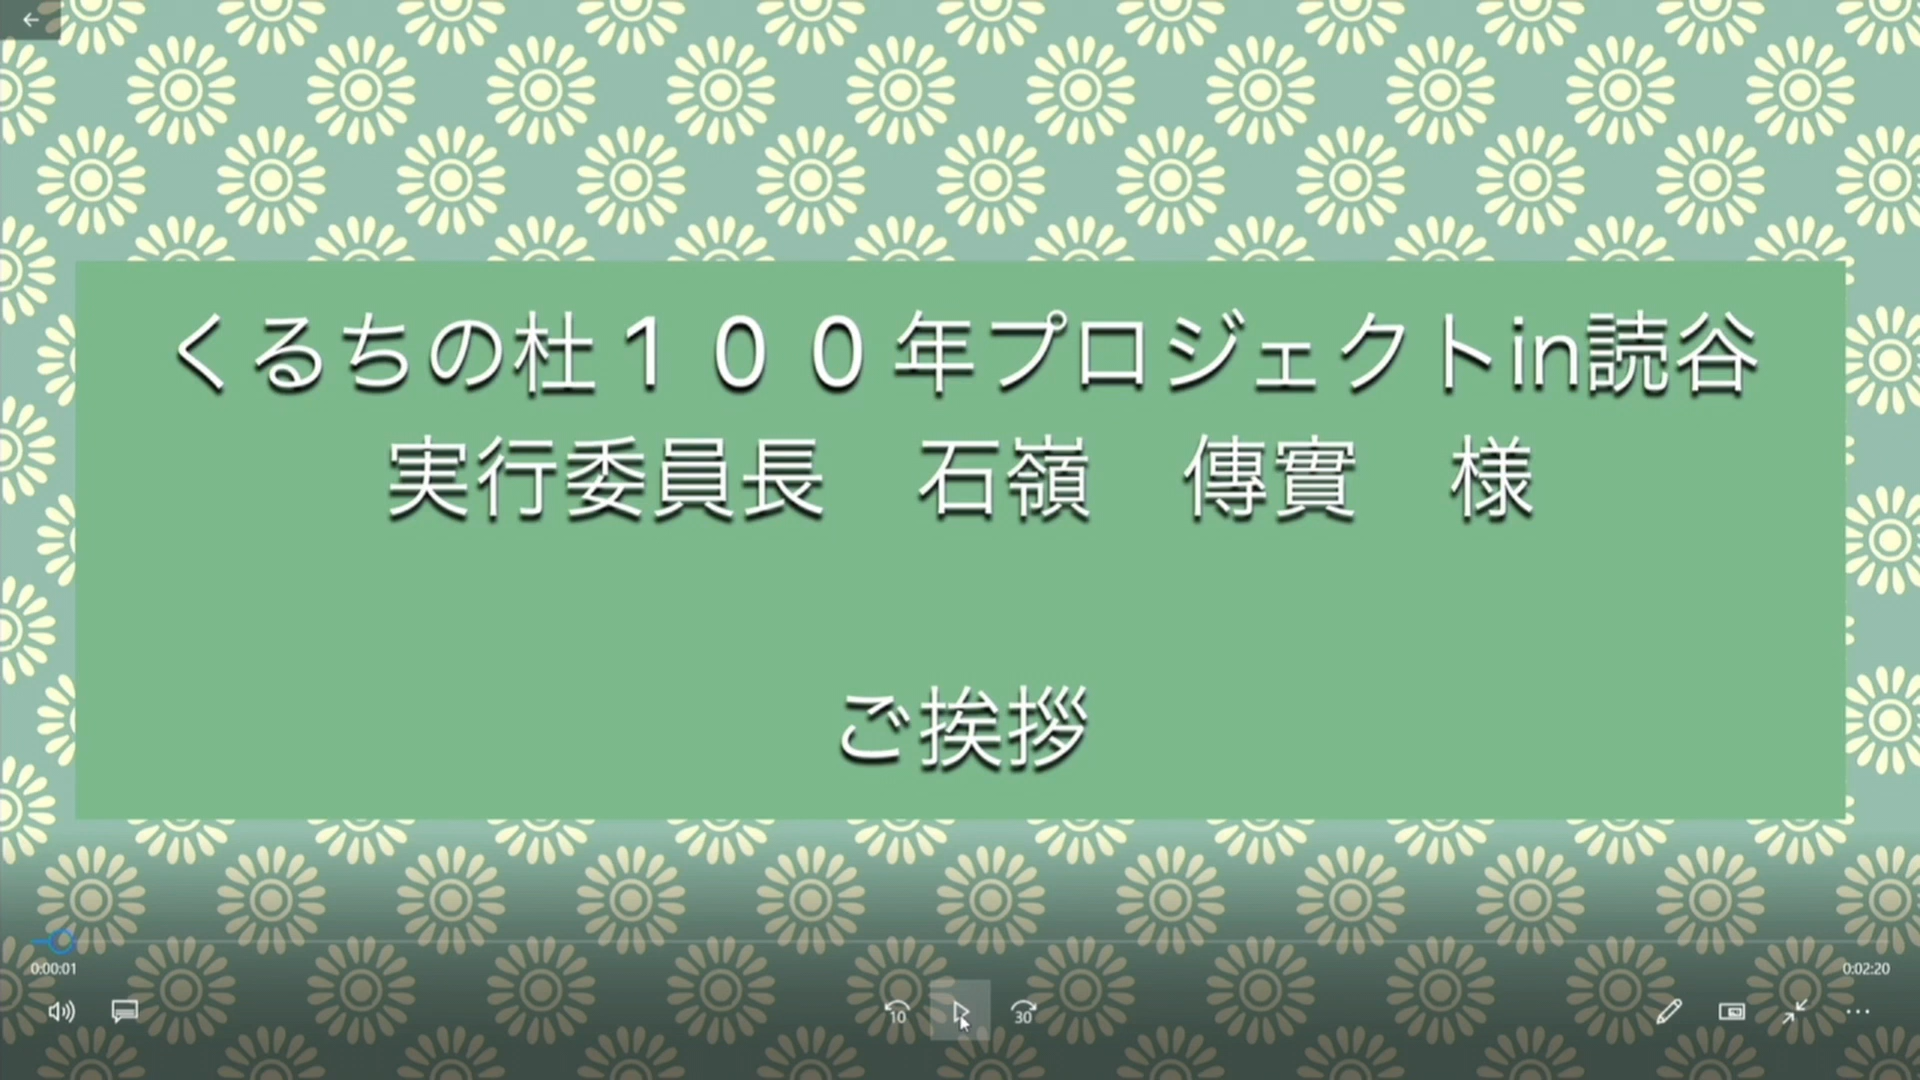 くるちの杜１００年プロジェクトin読谷
実行委員長　石嶺　傳實　様
ご挨拶
0:00:01
0:02:20
10
30